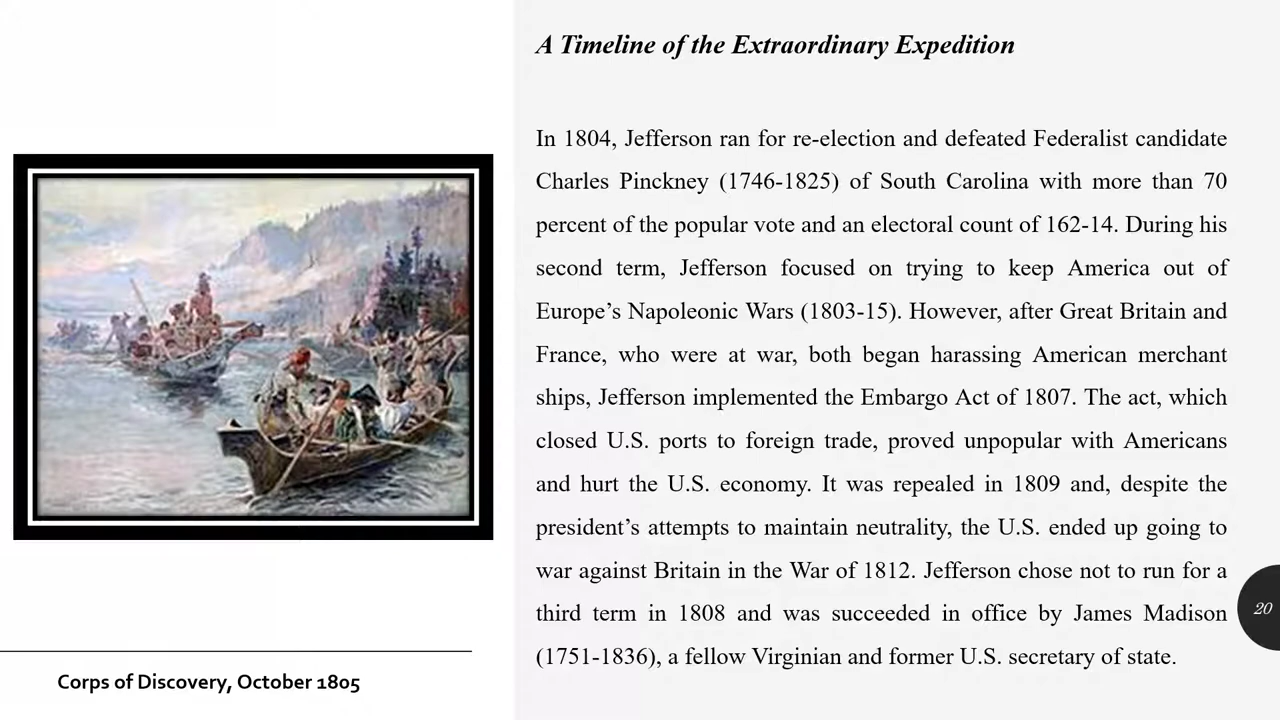 A Timeline of the Extraordinary Expedition
In 1804, Jefferson ran for re-election and defeated Federalist candidate
Charles Pinckney (1746-1825) of South Carolina with more than 70
percent of the popular vote and an electoral count of 162-14. During his
second term, Jefferson focused on trying to keep America out of
Europe’s Napoleonic Wars (1803-15). However, after Great Britain and
France, who were at war, both began harassing American merchant
ships, Jefferson implemented the Embargo Act of 1807. The act, which
closed U.S. ports to foreign trade, proved unpopular with Americans
and hurt the U.S. economy. It was repealed in 1809 and, despite the
president’s attempts to maintain neutrality, the U.S. ended up going to
war against Britain in the War of 1812. Jefferson chose not to run for a
third term in 1808 and was succeeded in office by James Madison
(1751-1836), a fellow Virginian and former U.S. secretary of state.
20
Corps of Discovery, October 1805